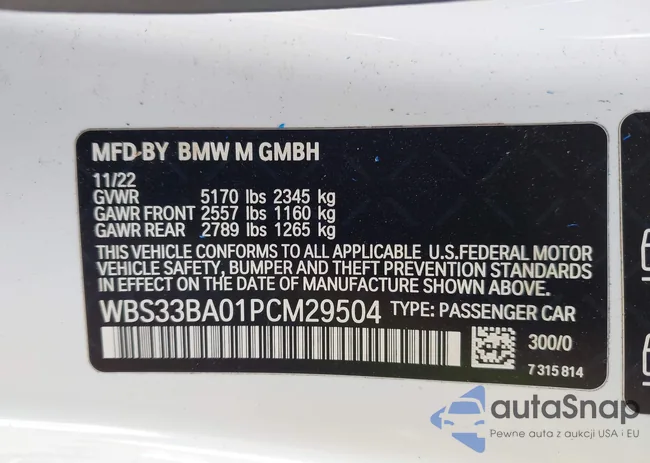 MFD BY BMW M GMBH
11/22
GVWR 5170 lbs 2345 kg
GAWR FRONT 2557 lbs 1160 kg
GAWR REAR 2789 lbs 1265 kg
THIS VEHICLE CONFORMS TO ALL APPLICABLE U.S.FEDERAL MOTOR
VEHICLE SAFETY, BUMPER AND THEFT PREVENTION STANDARDS
IN EFFECT ON THE DATE OF MANUFACTURE SHOWN ABOVE.
WBS33BA01PCM29504 TYPE: PASSENGER CAR
300/0
7 315 814
autaSnap
Pewne auta z aukcji USA i EU